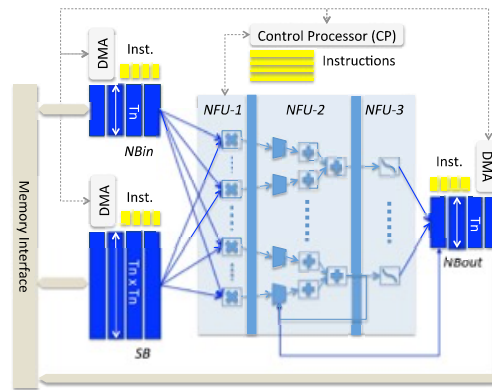 Control Processor (CP)
Instructions
DMA
Inst.
Tn
NBin
NFU-1
NFU-2
NFU-3
DMA
Inst.
Tn
NBout
DMA
Inst.
Tn x Tn
SB
Memory Interface